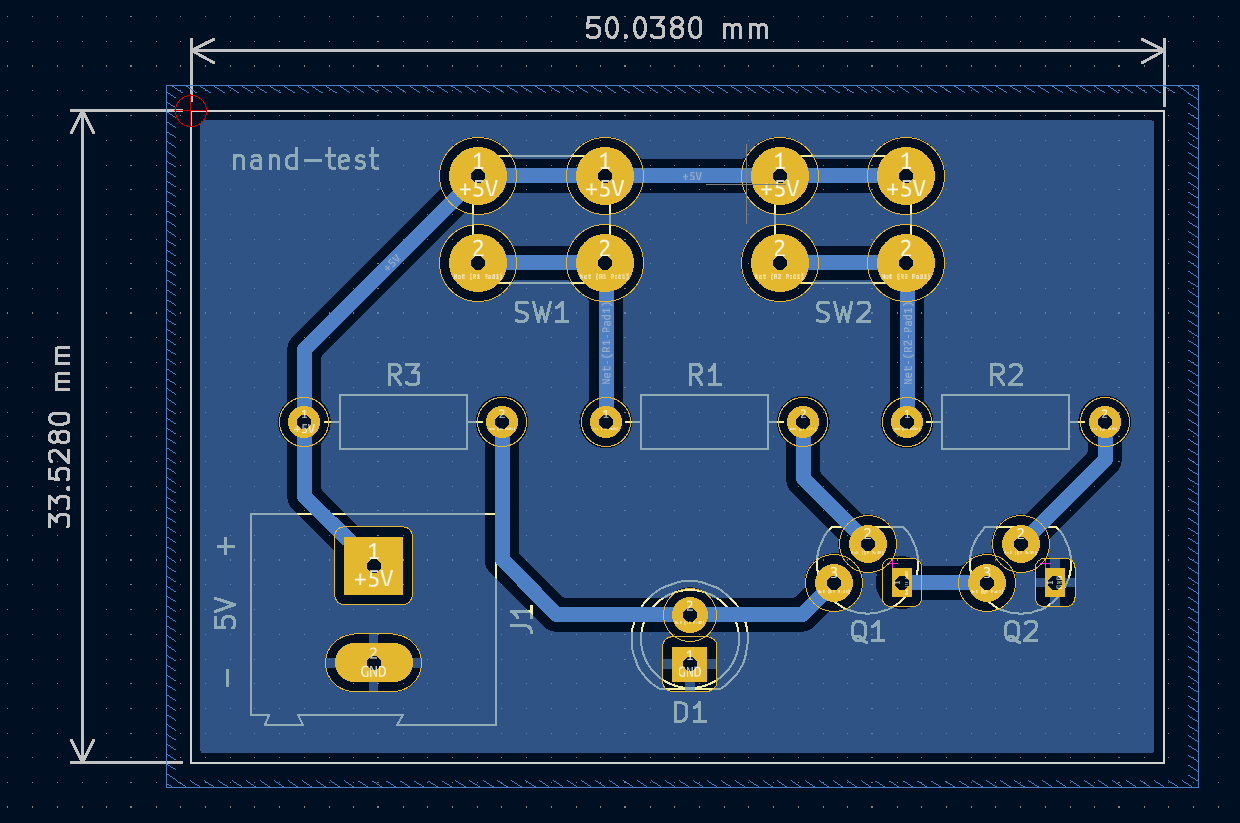 50.0380 mm
33.5280 mm
nand-test
1
+5V
1
+5V
+5V
1
+5V
1
+5V
2
2
2
2
SW1
SW2
+5V
Net-(R1-Pad1)
Net-(R2-Pad1)
R3
R1
R2
1
+5V
2
1
2
1
2
+
5V
-
1
+5V
2
GND
J1
2
1
GND
D1
2
3
1
Q1
2
3
1
Q2